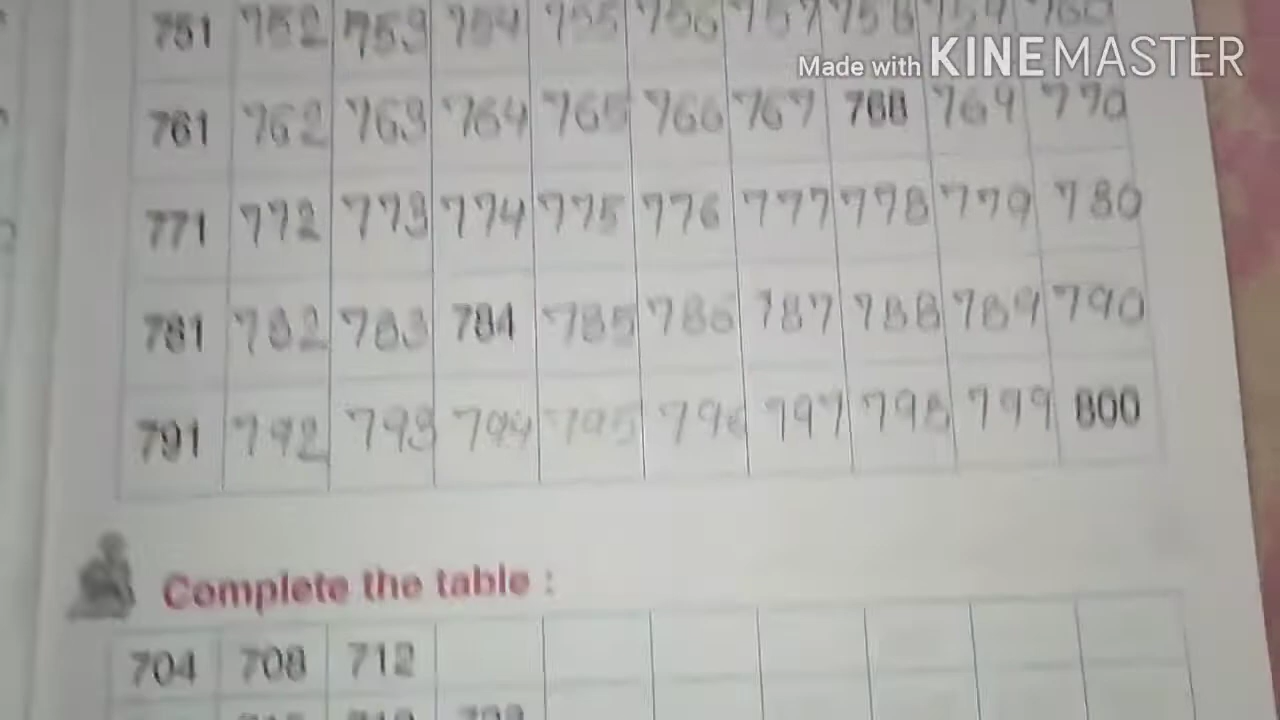 751 752 753 754 755 756 757 758 759 760
Made with KINEMASTER
761 762 763 764 765 766 767 768 769 770
771 772 773 774 775 776 777 778 779 780
781 782 783 784 785 786 787 788 789 790
791 792 793 794 795 796 797 798 799 800
Complete the table :
704 708 712